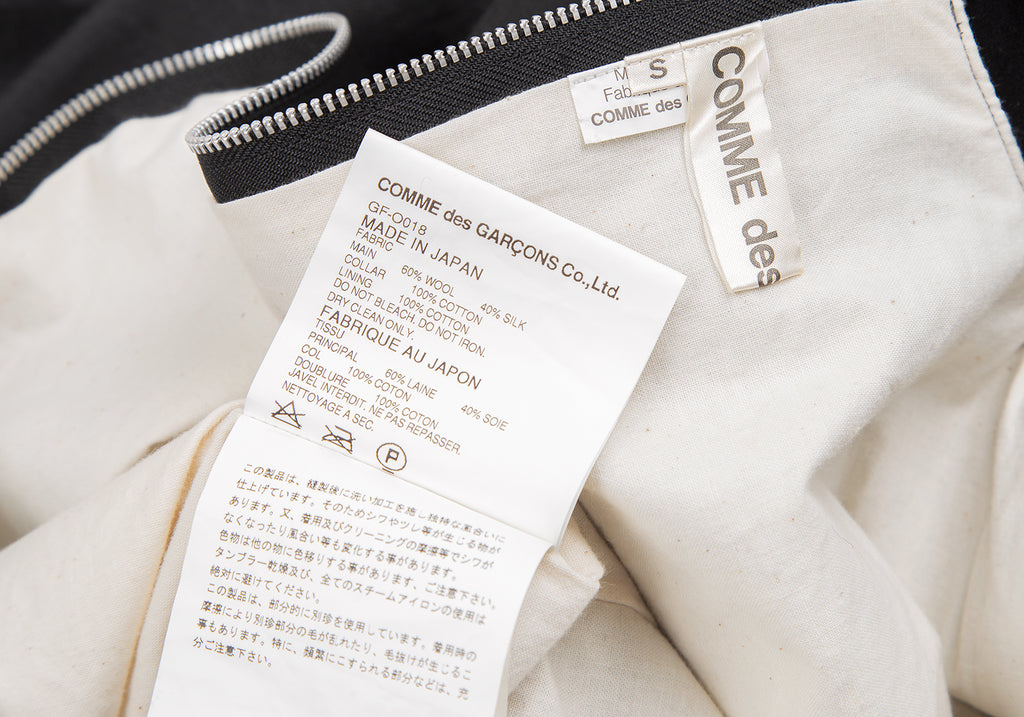 M
S
Fab
COMME des
COMME des
COMME des GARÇONS Co.,Ltd.
GF-O018
MADE IN JAPAN
FABRIC
MAIN 60% WOOL 40% SILK
COLLAR 100% COTTON
LINING 100% COTTON
DO NOT BLEACH. DO NOT IRON.
DRY CLEAN ONLY.
FABRIQUE AU JAPON
TISSU
PRINCIPAL 60% LAINE 40% SOIE
COL 100% COTON
DOUBLURE 100% COTON
JAVEL INTERDIT. NE PAS REPASSER.
NETTOYAGE A SEC.
P
この製品は、縫製後に洗い加工を施し独特な風合いに
仕上げています。そのためシワやツレ等が生じる物が
あります。又、着用及びクリーニングの摩擦等でシワが
なくなったり風合い等も変化する事があります。
色物は他の物に色移りする事があります、ご注意下さい。
タンブラー乾燥及び、全てのスチームアイロンの使用は
絶対に避けてください。
この製品は、部分的に別珍を使用しています。着用時の
摩擦により別珍部分の毛が乱れたり、毛抜けが生じるこ
事もあります。特に、頻繁にこすられる部分などは、充
分ご注意下さい。